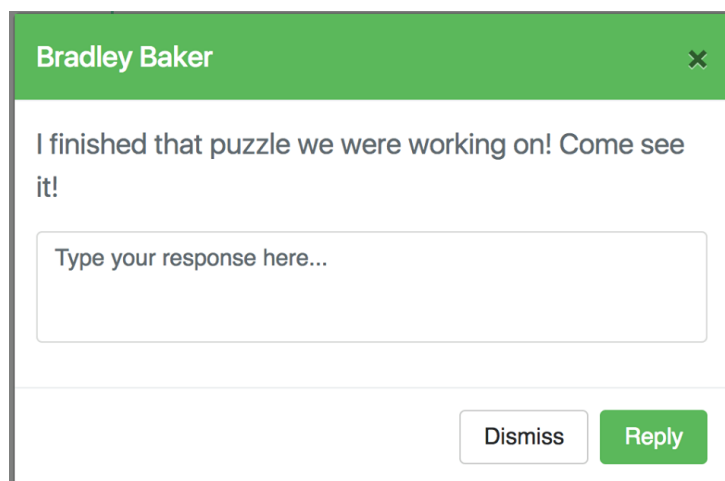 Bradley Baker
×
I finished that puzzle we were working on! Come see
it!
Type your response here...
Dismiss
Reply